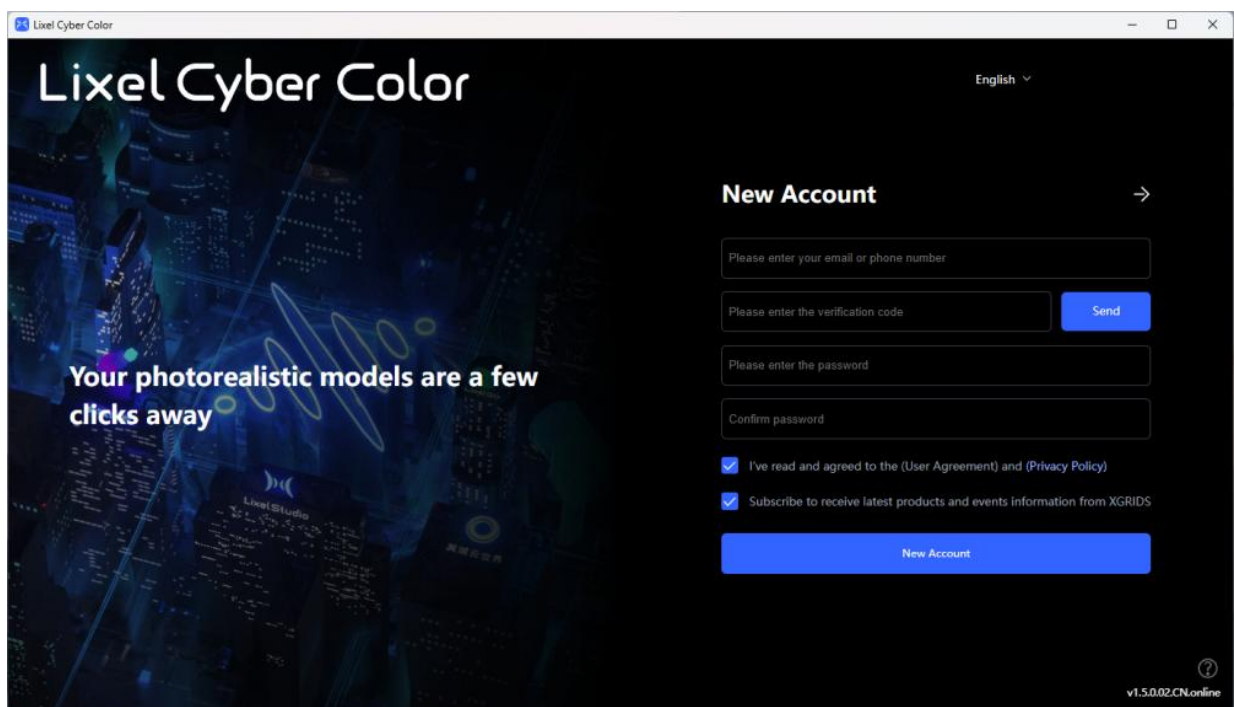 Lixel Cyber Color
Lixel Cyber Color
English
New Account
Please enter your email or phone number
Please enter the verification code
Send
Please enter the password
Your photorealistic models are a few
clicks away
Confirm password
I've read and agreed to the (User Agreement) and (Privacy Policy)
Subscribe to receive latest products and events information from XGRIDS
LixelStudio
New Account
v1.5.0.02.CN.online